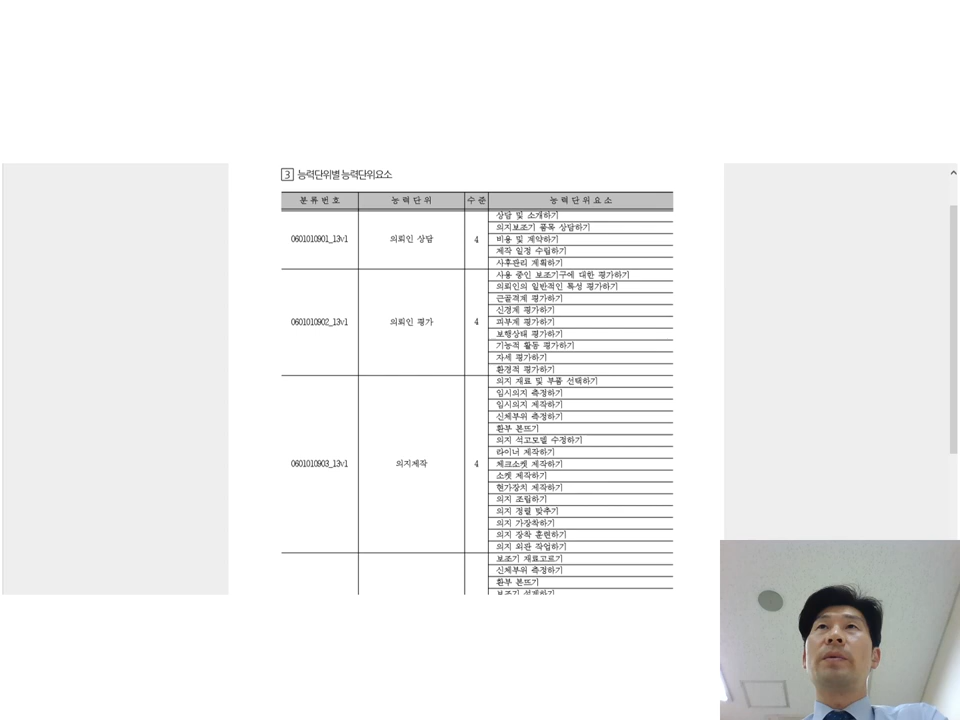 3 능력단위별 능력단위요소
분류번호 능력단위 수준 능력단위요소
0601010901_13v1 의뢰인 상담 4
상담 및 소개하기
의지보조기 품목 상담하기
비용 및 계약하기
제작 일정 수립하기
사후관리 계획하기
0601010902_13v1 의뢰인 평가 4
사용 중인 보조기구에 대한 평가하기
의뢰인의 일반적인 특성 평가하기
근골격계 평가하기
신경계 평가하기
피부계 평가하기
보행상태 평가하기
기능적 활동 평가하기
자세 평가하기
환경적 평가하기
0601010903_13v1 의지제작 4
의지 재료 및 부품 선택하기
임시의지 측정하기
임시의지 제작하기
신체부위 측정하기
환부 본뜨기
의지 석고모델 수정하기
라이너 제작하기
체크소켓 제작하기
소켓 제작하기
현가장치 제작하기
의지 조립하기
의지 정렬 맞추기
의지 가장착하기
의지 장착 훈련하기
의지 외관 작업하기
보조기 재료고르기
신체부위 측정하기
환부 본뜨기
보조기 설계하기